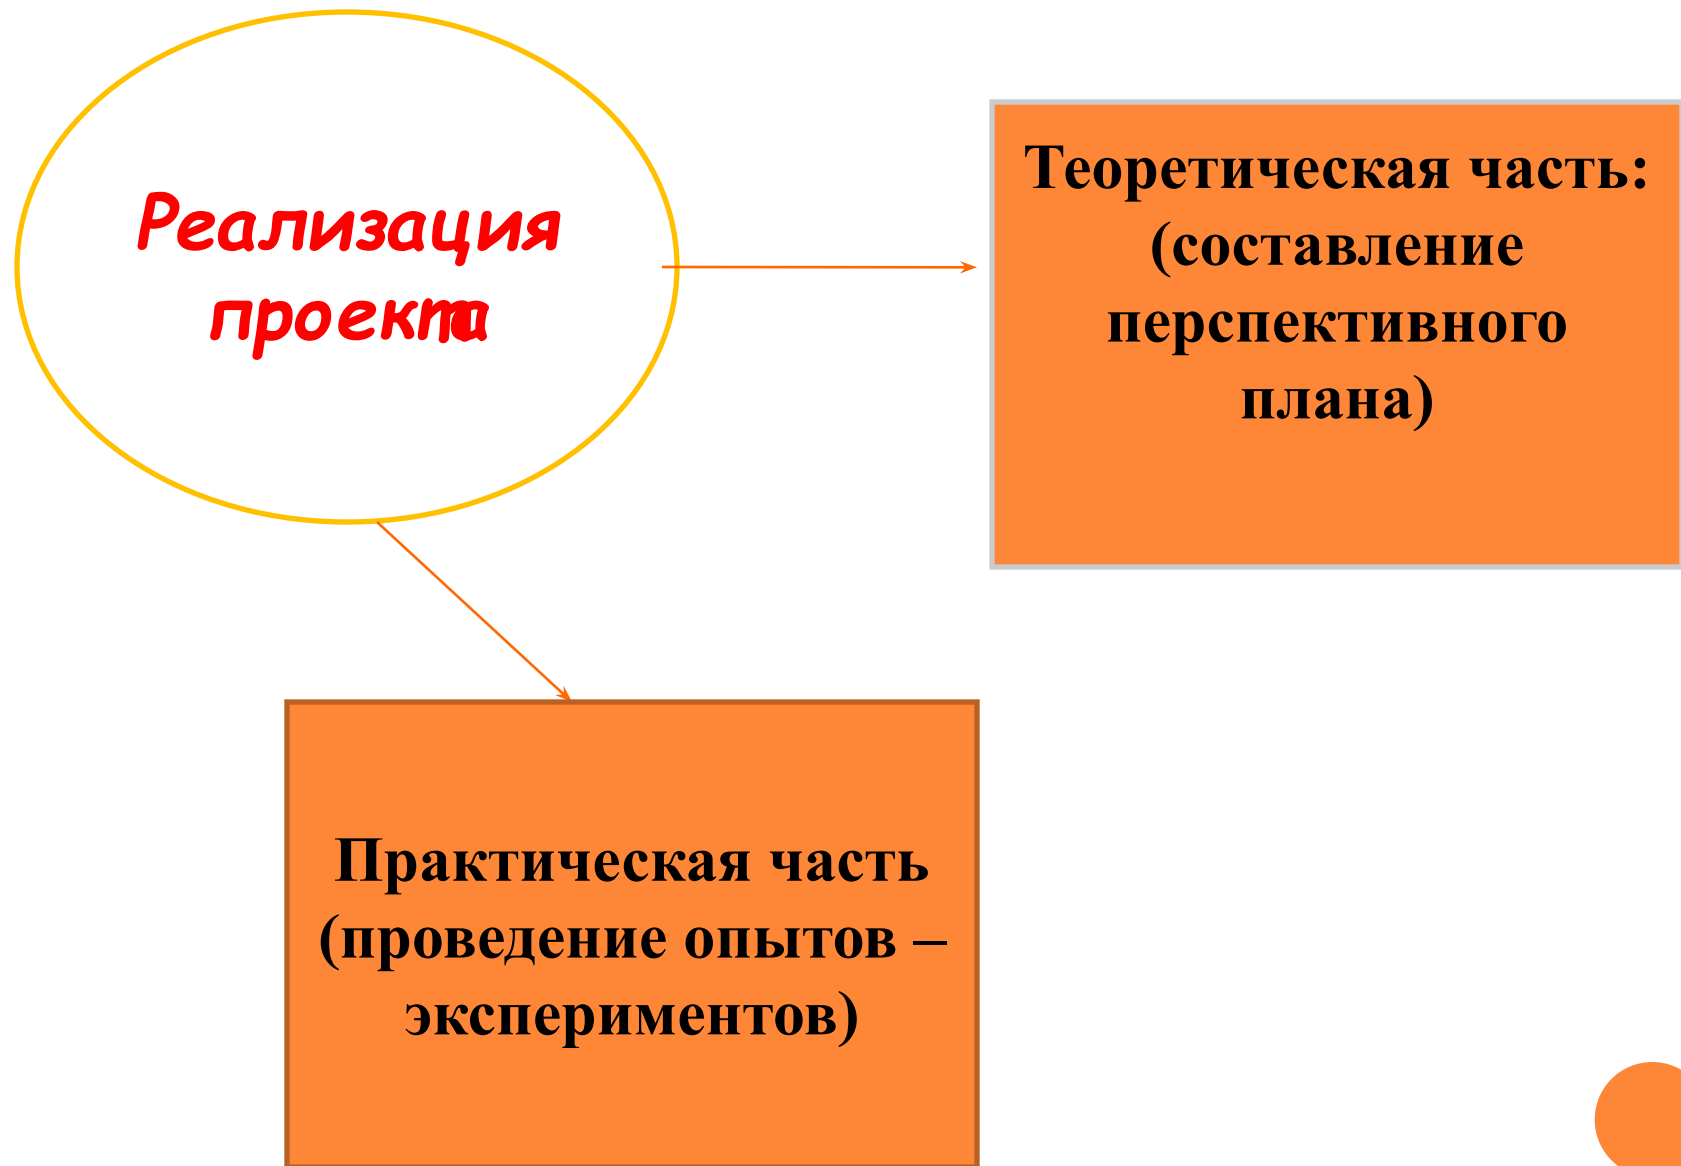 Реализация
проекта
Теоретическая часть:
(составление
перспективного
плана)
Практическая часть
(проведение опытов –
экспериментов)